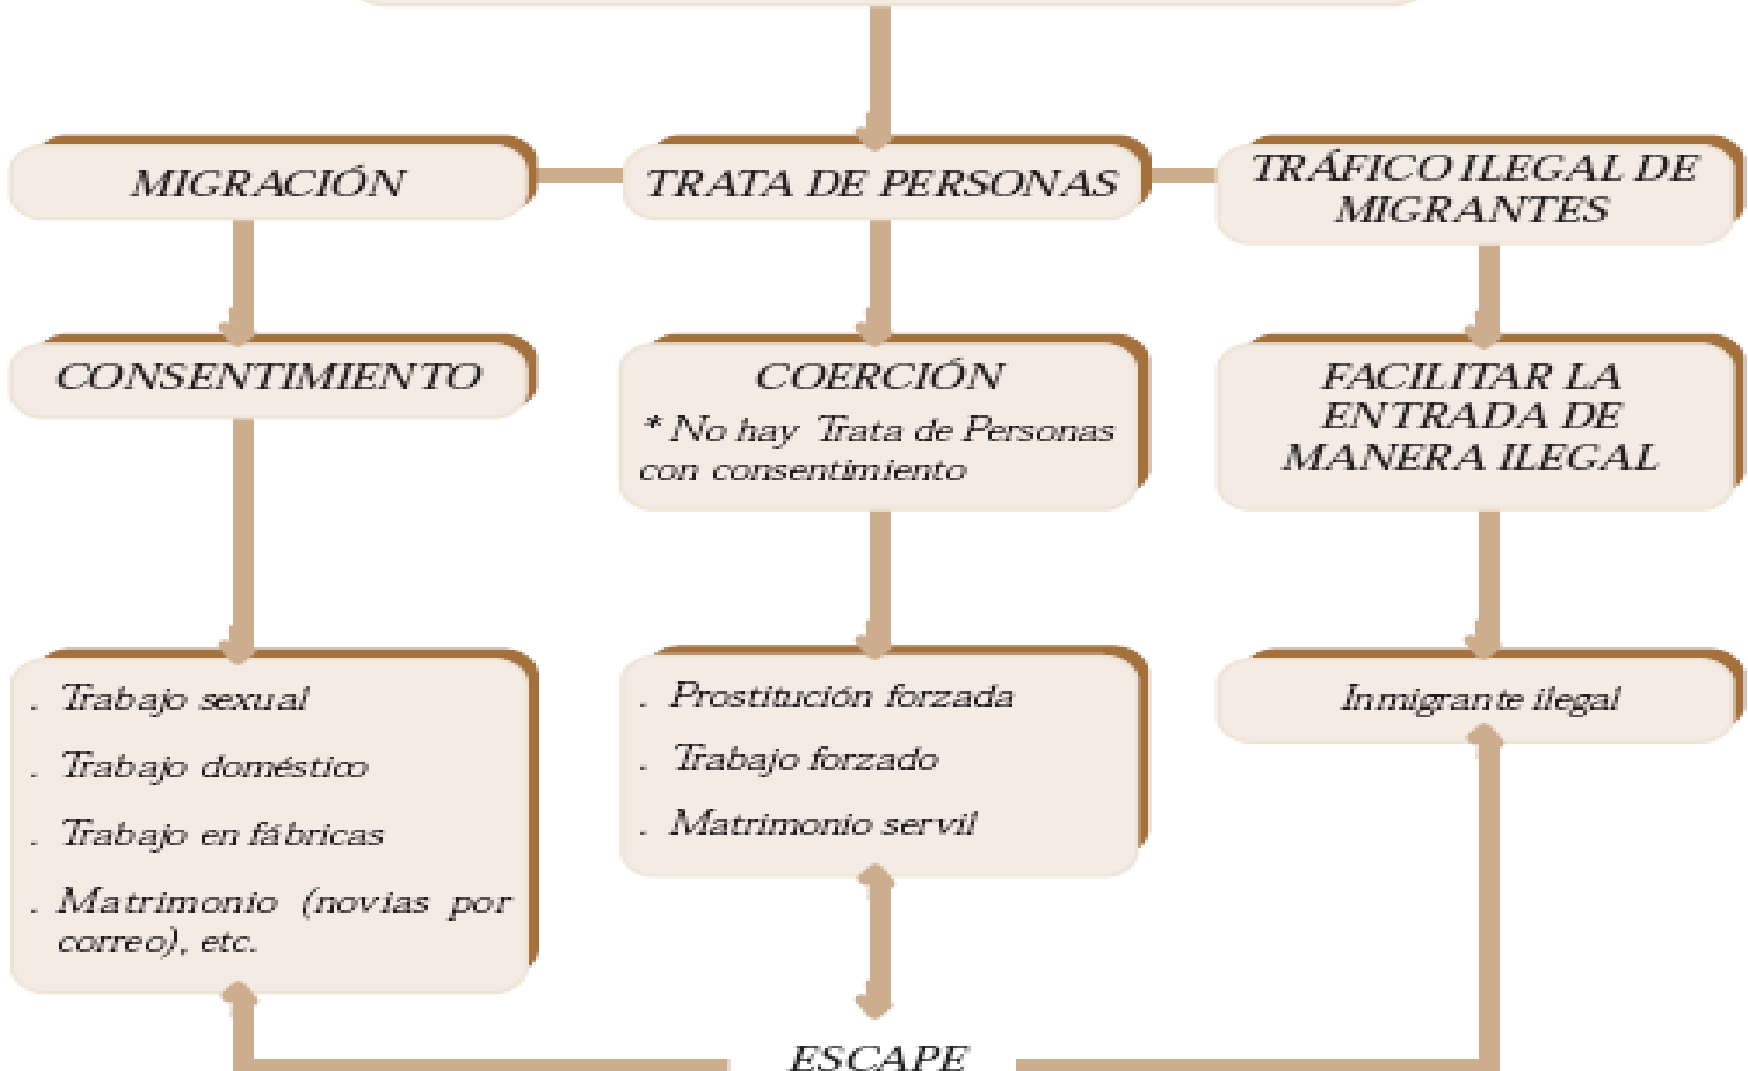 MIGRACIÓN
TRATA DE PERSONAS
TRÁFICO ILEGAL DE
MIGRANTES
CONSENTIMIENTO
COERCIÓN
* No hay Trata de Personas
con consentimiento
FACILITAR LA
ENTRADA DE
MANERA ILEGAL
. Trabajo sexual
. Trabajo doméstico
. Trabajo en fábricas
. Matrimonio (novias por
correo), etc.
. Prostitución forzada
. Trabajo forzado
. Matrimonio servil
Inmigrante ilegal
ESCAPE